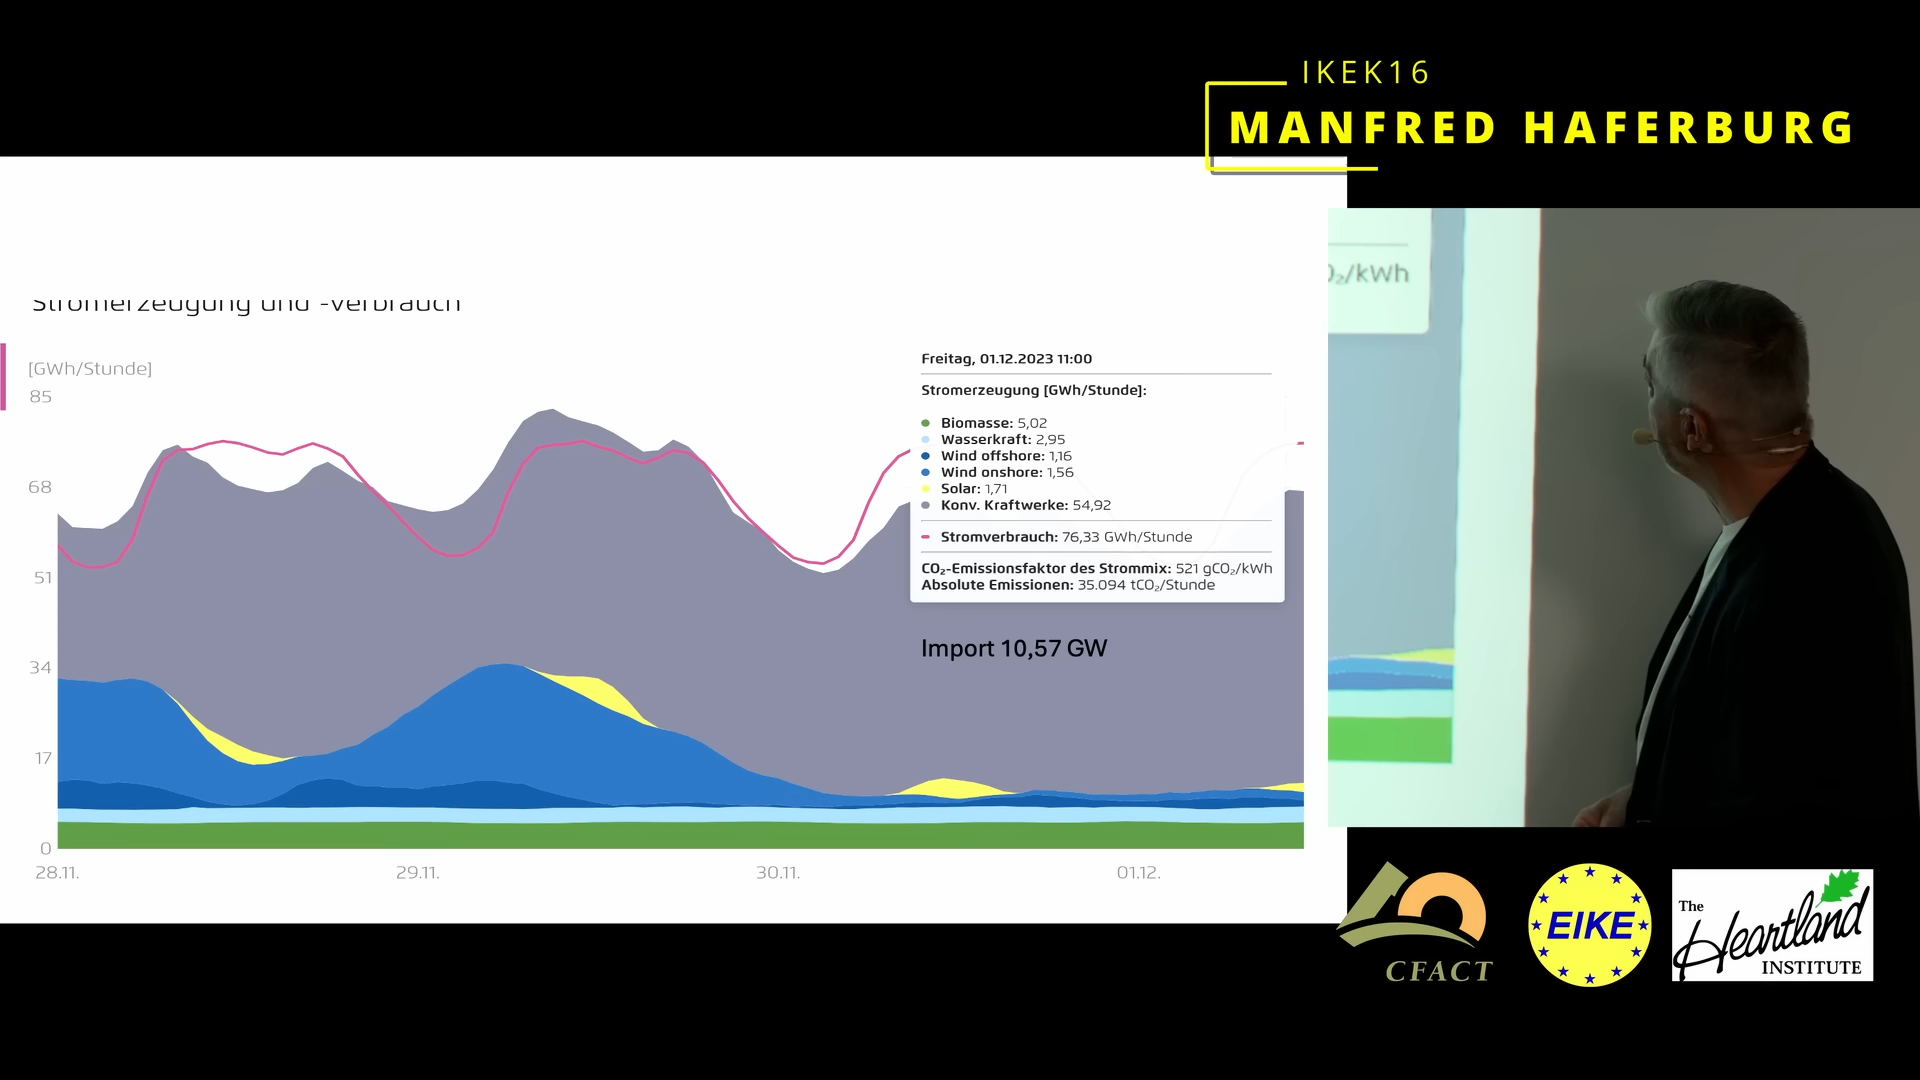 IKEK16
MANFRED HAFERBURG
Stromerzeugung und -verbrauch
[GWh/Stunde]
85
68
51
34
17
0
28.11.
29.11.
30.11.
01.12.
Freitag, 01.12.2023 11:00
Stromerzeugung [GWh/Stunde]:
Biomasse: 5,02
Wasserkraft: 2,95
Wind offshore: 1,16
Wind onshore: 1,56
Solar: 1,71
Konv. Kraftwerke: 54,92
Stromverbrauch: 76,33 GWh/Stunde
CO₂-Emissionsfaktor des Strommix: 521 gCO₂/kWh
Absolute Emissionen: 35.094 tCO₂/Stunde
Import 10,57 GW
O₂/kWh
CFACT
EIKE
The
Heartland
INSTITUTE